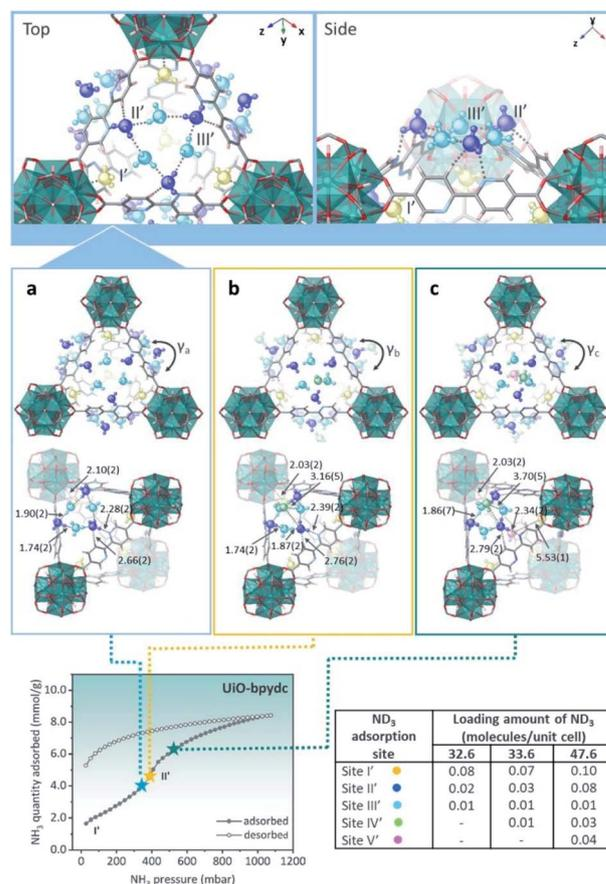 Top
z
x
y
II'
III'
I'
Side
y
z
x
III'
II'
I'
a
γa
2.10(2)
1.90(2)
2.28(2)
1.74(2)
2.66(2)
b
γb
2.03(2)
3.16(5)
2.39(2)
1.74(2)
1.87(2)
2.76(2)
c
γc
2.03(2)
3.70(5)
1.86(7)
2.34(2)
2.79(2)
5.53(1)
UiO-bpydc
NH3 quantity adsorbed (mmol/g)
10.0
8.0
6.0
4.0
2.0
0.0
II'
I'
adsorbed
desorbed
0 200 400 600 800 1000 1200
NH3 pressure (mbar)
ND3 adsorption site
Loading amount of ND3 (molecules/unit cell)
32.6 33.6 47.6
Site I' 0.08 0.07 0.10
Site II' 0.02 0.03 0.08
Site III' 0.01 0.01 0.01
Site IV' - 0.01 0.03
Site V' - - 0.04